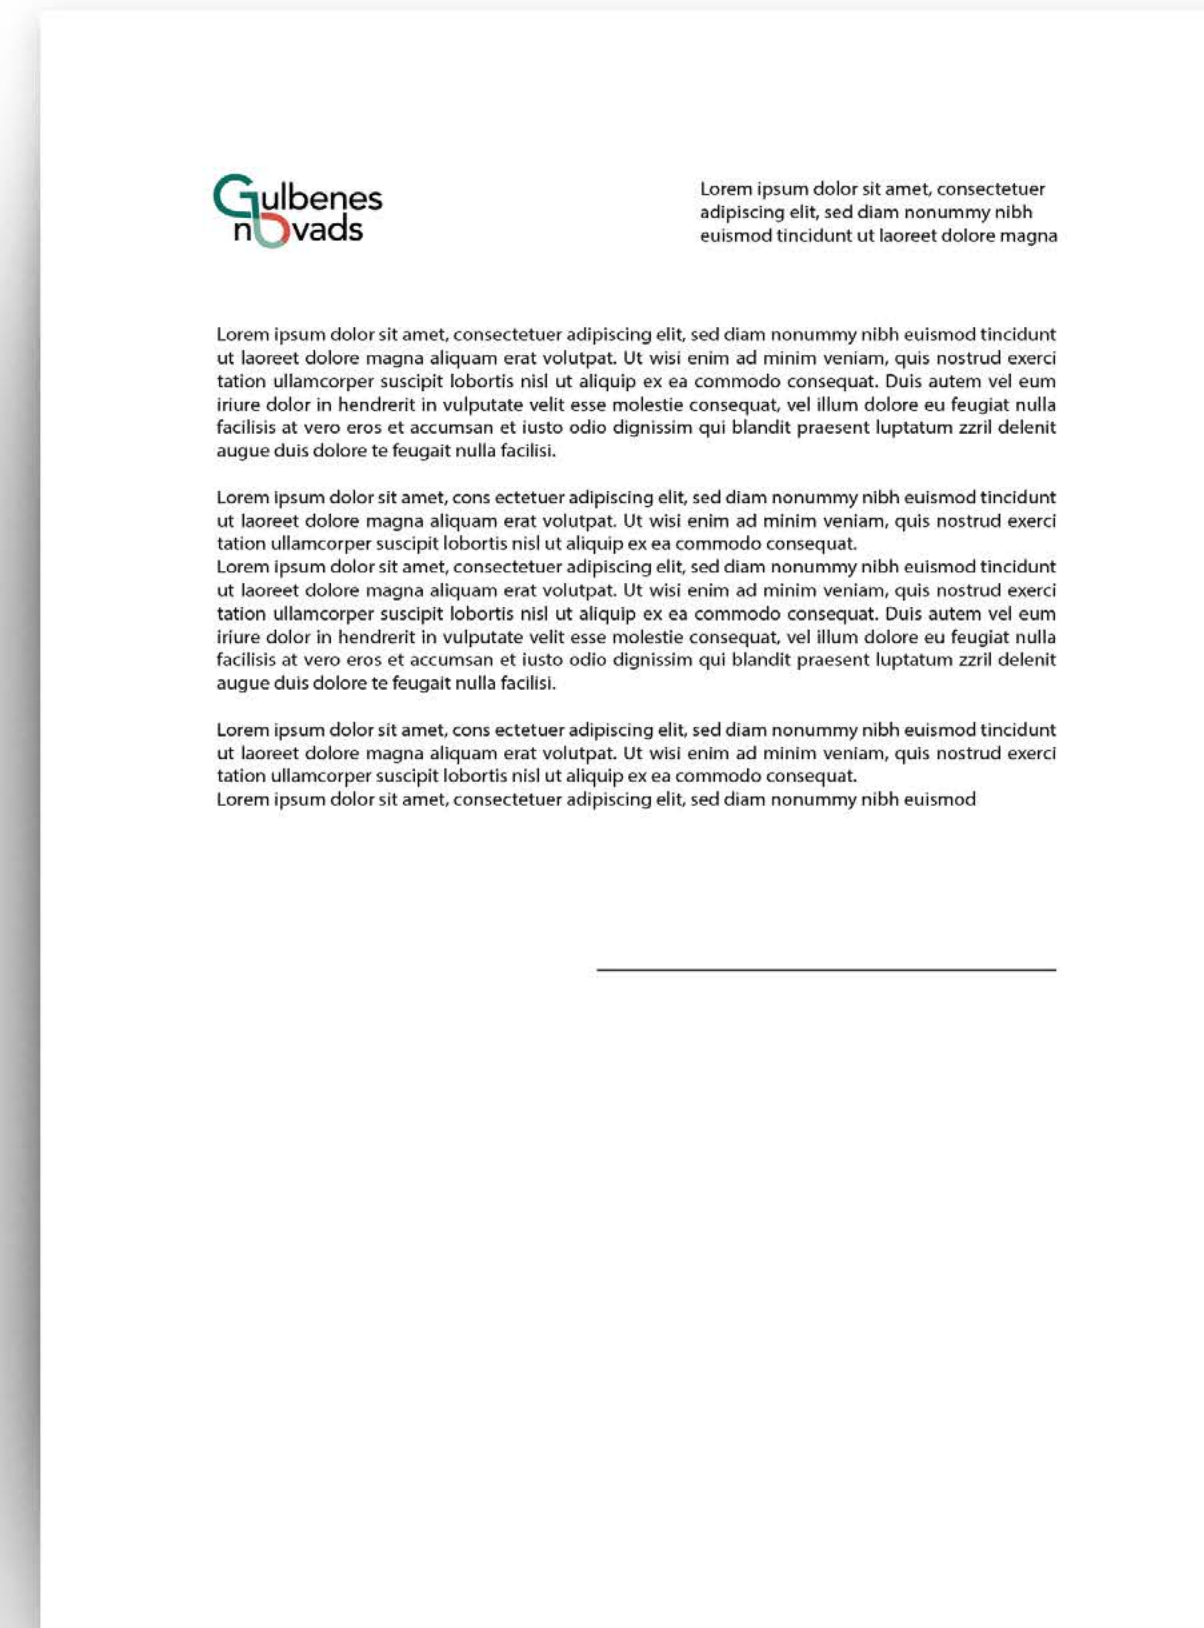 Gulbenes
novads
Lorem ipsum dolor sit amet, consectetuer
adipiscing elit, sed diam nonummy nibh
euismod tincidunt ut laoreet dolore magna
Lorem ipsum dolor sit amet, consectetuer adipiscing elit, sed diam nonummy nibh euismod tincidunt
ut laoreet dolore magna aliquam erat volutpat. Ut wisi enim ad minim veniam, quis nostrud exerci
tation ullamcorper suscipit lobortis nisl ut aliquip ex ea commodo consequat. Duis autem vel eum
iriure dolor in hendrerit in vulputate velit esse molestie consequat, vel illum dolore eu feugiat nulla
facilisis at vero eros et accumsan et iusto odio dignissim qui blandit praesent luptatum zzril delenit
augue duis dolore te feugait nulla facilisi.
Lorem ipsum dolor sit amet, cons ectetuer adipiscing elit, sed diam nonummy nibh euismod tincidunt
ut laoreet dolore magna aliquam erat volutpat. Ut wisi enim ad minim veniam, quis nostrud exerci
tation ullamcorper suscipit lobortis nisl ut aliquip ex ea commodo consequat.
Lorem ipsum dolor sit amet, consectetuer adipiscing elit, sed diam nonummy nibh euismod tincidunt
ut laoreet dolore magna aliquam erat volutpat. Ut wisi enim ad minim veniam, quis nostrud exerci
tation ullamcorper suscipit lobortis nisl ut aliquip ex ea commodo consequat. Duis autem vel eum
iriure dolor in hendrerit in vulputate velit esse molestie consequat, vel illum dolore eu feugiat nulla
facilisis at vero eros et accumsan et iusto odio dignissim qui blandit praesent luptatum zzril delenit
augue duis dolore te feugait nulla facilisi.
Lorem ipsum dolor sit amet, cons ectetuer adipiscing elit, sed diam nonummy nibh euismod tincidunt
ut laoreet dolore magna aliquam erat volutpat. Ut wisi enim ad minim veniam, quis nostrud exerci
tation ullamcorper suscipit lobortis nisl ut aliquip ex ea commodo consequat.
Lorem ipsum dolor sit amet, consectetuer adipiscing elit, sed diam nonummy nibh euismod